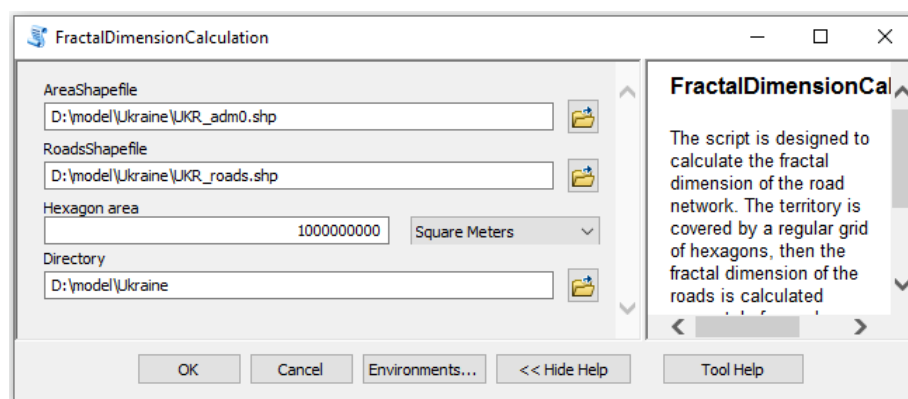 FractalDimensionCalculation
AreaShapefile
D:\model\Ukraine\UKR_adm0.shp
RoadsShapefile
D:\model\Ukraine\UKR_roads.shp
Hexagon area
1000000000 Square Meters
Directory
D:\model\Ukraine
FractalDimensionCal
The script is designed to
calculate the fractal
dimension of the road
network. The territory is
covered by a regular grid
of hexagons, then the
fractal dimension of the
roads is calculated
OK Cancel Environments... << Hide Help Tool Help